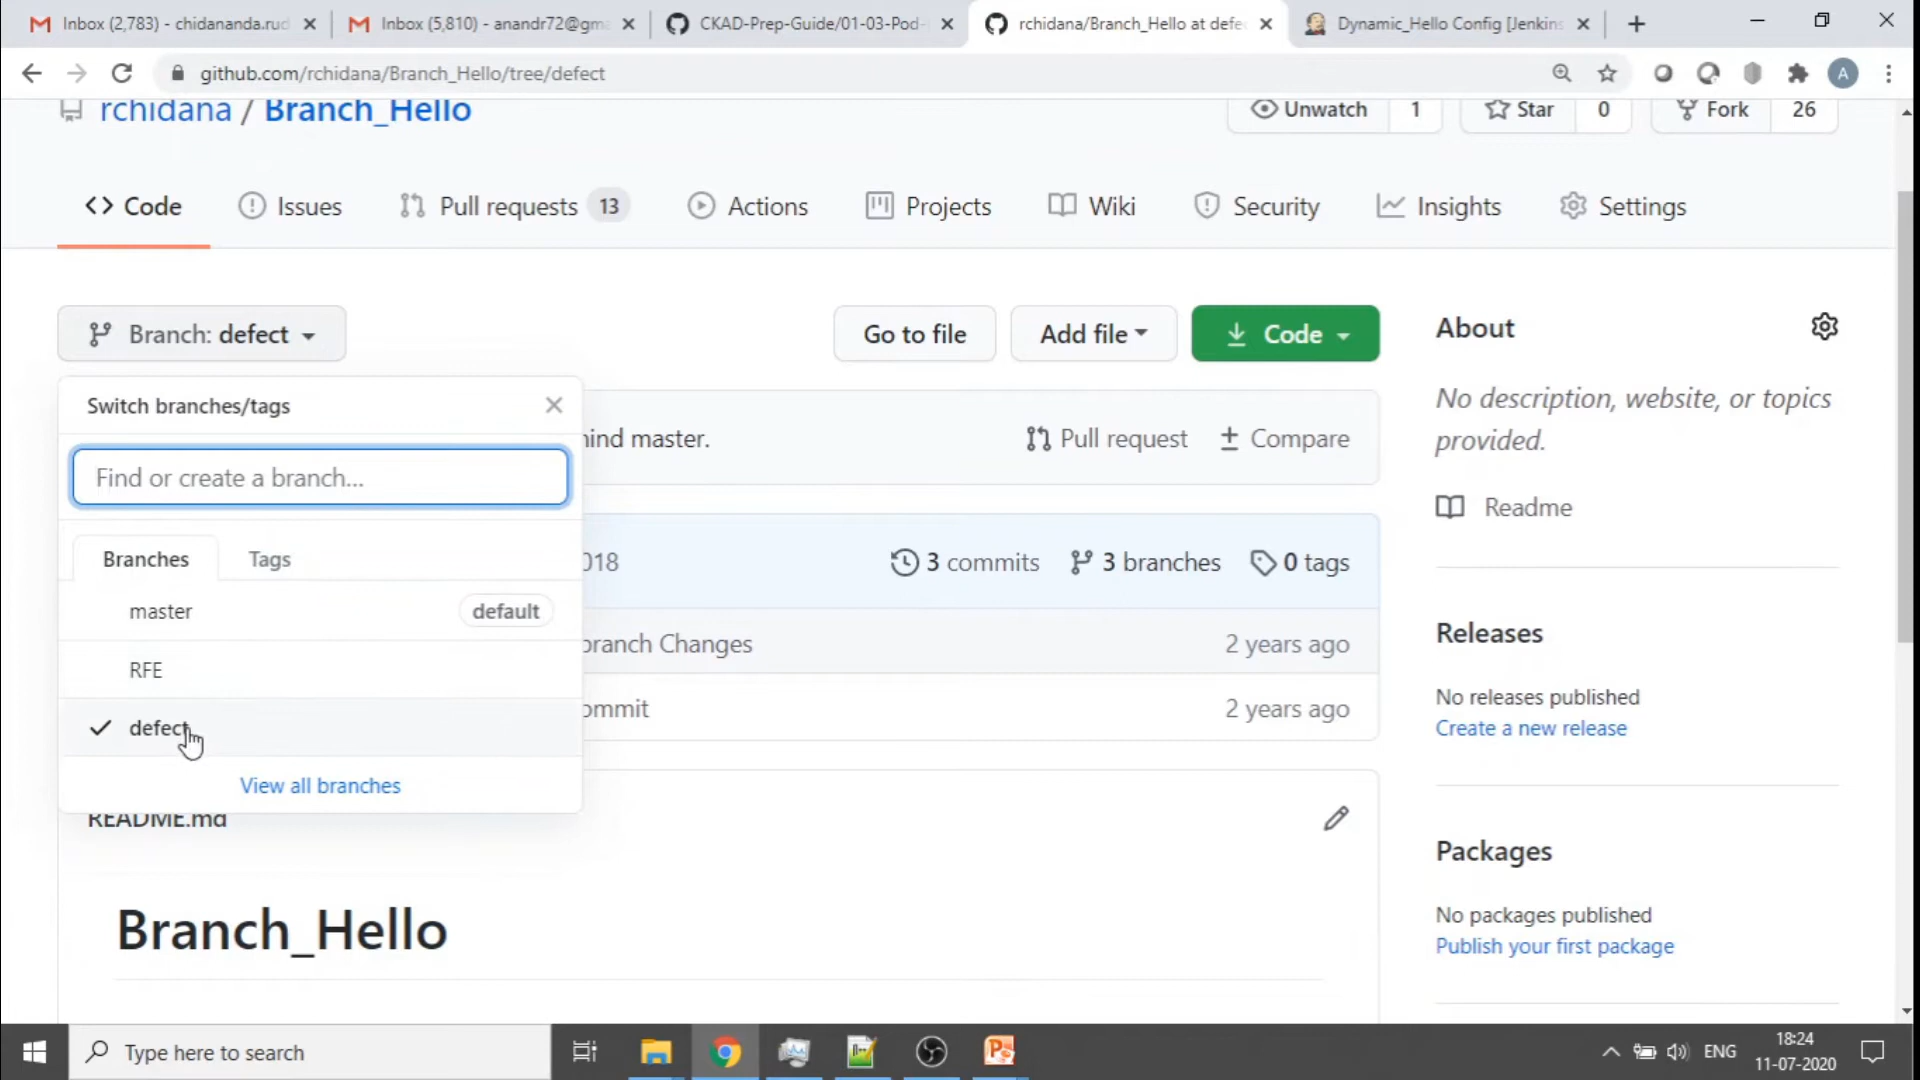 Inbox (2,783) - chidananda.rud
Inbox (5,810) - anandr72@gm
CKAD-Prep-Guide/01-03-Pod-
rchidana/Branch_Hello at defec
Dynamic_Hello Config [Jenkins
github.com/rchidana/Branch_Hello/tree/defect
A
rchidana / Branch_Hello
Unwatch 1
Star 0
Fork 26
Code
Issues
Pull requests 13
Actions
Projects
Wiki
Security
Insights
Settings
Branch: defect
Go to file
Add file
Code
About
Switch branches/tags
No description, website, or topics
provided.
hind master.
Pull request
Compare
Find or create a branch...
Readme
Branches
Tags
018
3 commits
3 branches
0 tags
master
default
branch Changes
2 years ago
Releases
RFE
ommit
2 years ago
No releases published
Create a new release
defect
View all branches
README.md
Packages
Branch_Hello
No packages published
Publish your first package
Type here to search
ENG
18:24
11-07-2020